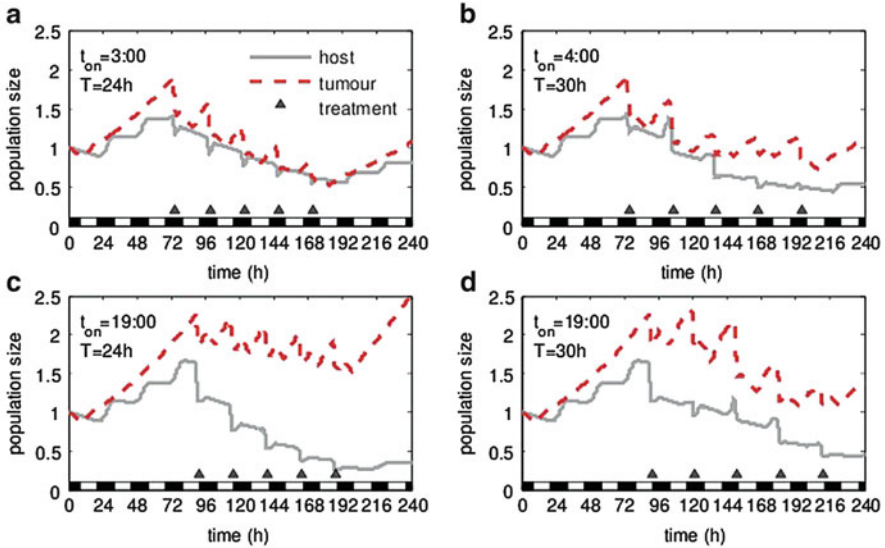 a
2.5
2
1.5
1
0.5
0
population size
t_on=3:00
T=24h
host
tumour
treatment
0 24 48 72 96 120 144 168 192 216 240
time (h)
b
2.5
2
1.5
1
0.5
0
population size
t_on=4:00
T=30h
0 24 48 72 96 120 144 168 192 216 240
time (h)
c
2.5
2
1.5
1
0.5
0
population size
t_on=19:00
T=24h
0 24 48 72 96 120 144 168 192 216 240
time (h)
d
2.5
2
1.5
1
0.5
0
population size
t_on=19:00
T=30h
0 24 48 72 96 120 144 168 192 216 240
time (h)